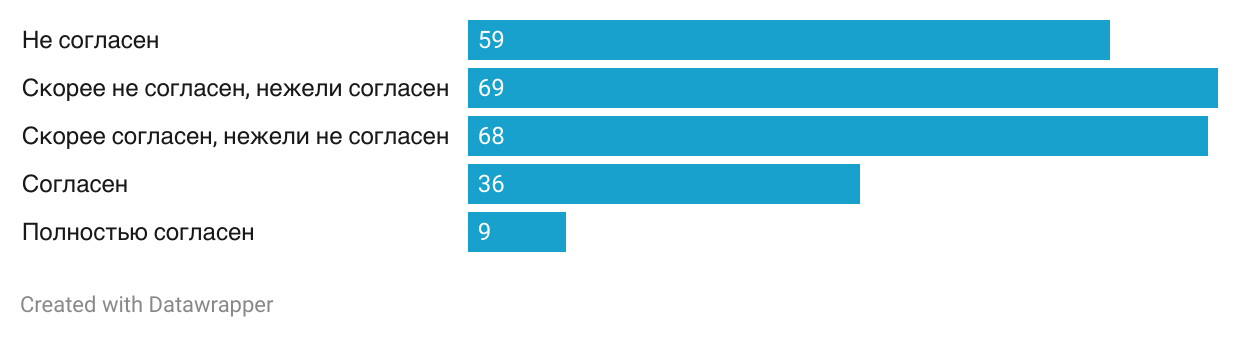 Не согласен 59
Скорее не согласен, нежели согласен 69
Скорее согласен, нежели не согласен 68
Согласен 36
Полностью согласен 9
Created with Datawrapper